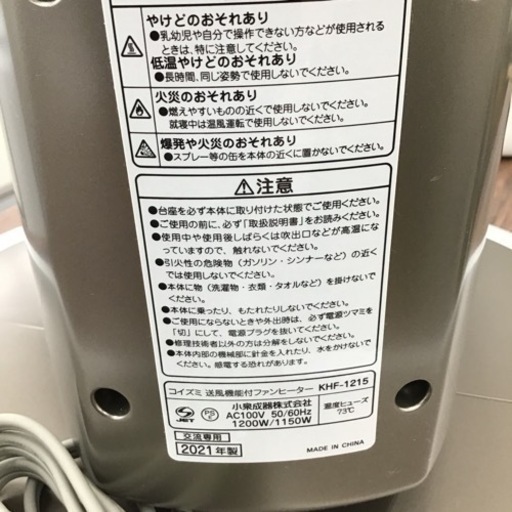 やけどのおそれあり
●乳幼児や自分で操作できない方などが使用される
ときは、特に注意してください。
低温やけどのおそれあり
●長時間、同じ姿勢で使用しないでください。
火災のおそれあり
●燃えやすいものの近くで使用しないでください。
就寝中は温風運転で使用しないでください。
爆発や火災のおそれあり
●スプレー等の缶を本体の近くに置かないでください。
⚠注意
●台座を必ず本体に取り付けた状態でご使用ください。
●ご使用の前に、必ず「取扱説明書」をお読みください。
●使用中や使用後しばらくは吹出口などが高温にな
っていますので、触れないでください。
●引火性の危険物（ガソリン・シンナーなど）の近く
では使用しないでください。
●本体に物（洗濯物・衣類・タオルなど）を掛けないで
ください。
●本体に乗ったり、もたれたりしないでください。
●ご使用にならないときや外出時は、必ず電源ツマミを
「切」にして、電源プラグを抜いてください。
●修理技術者以外の方は分解をしないでください。
●本体内部の機械部に針金を入れたり、水をかけないで
ください。感電する恐れがあります。
コイズミ 送風機能付ファンヒーター KHF-1215
小泉成器株式会社
AC100V 50/60Hz
1200W/1150W
温度ヒューズ
73℃
PS
E
JET
交流専用
2021年製
MADE IN CHINA